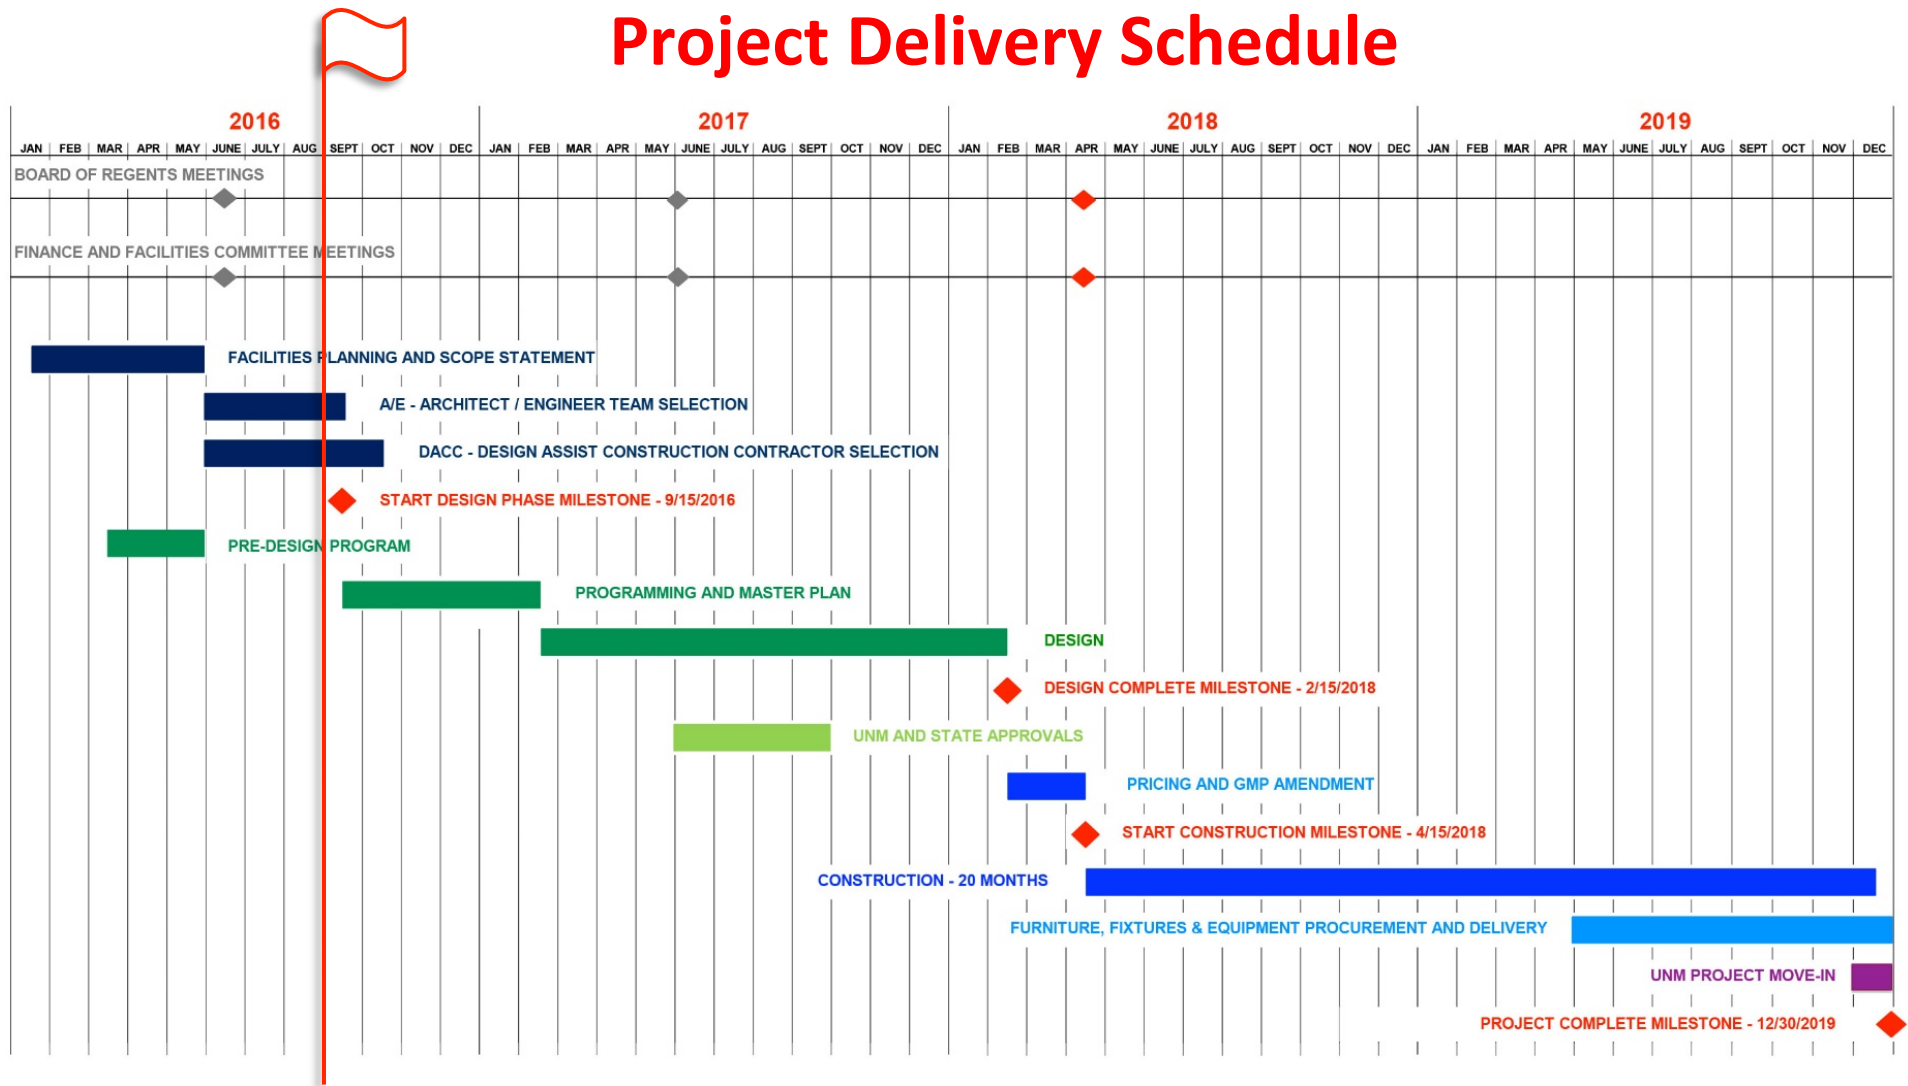 Project Delivery Schedule
2016 2017 2018 2019
JAN FEB MAR APR MAY JUNE JULY AUG SEPT OCT NOV DEC JAN FEB MAR APR MAY JUNE JULY AUG SEPT OCT NOV DEC JAN FEB MAR APR MAY JUNE JULY AUG SEPT OCT NOV DEC JAN FEB MAR APR MAY JUNE JULY AUG SEPT OCT NOV DEC
BOARD OF REGENTS MEETINGS
FINANCE AND FACILITIES COMMITTEE MEETINGS
FACILITIES PLANNING AND SCOPE STATEMENT
A/E - ARCHITECT / ENGINEER TEAM SELECTION
DACC - DESIGN ASSIST CONSTRUCTION CONTRACTOR SELECTION
START DESIGN PHASE MILESTONE - 9/15/2016
PRE-DESIGN PROGRAM
PROGRAMMING AND MASTER PLAN
DESIGN
DESIGN COMPLETE MILESTONE - 2/15/2018
UNM AND STATE APPROVALS
PRICING AND GMP AMENDMENT
START CONSTRUCTION MILESTONE - 4/15/2018
CONSTRUCTION - 20 MONTHS
FURNITURE, FIXTURES & EQUIPMENT PROCUREMENT AND DELIVERY
UNM PROJECT MOVE-IN
PROJECT COMPLETE MILESTONE - 12/30/2019